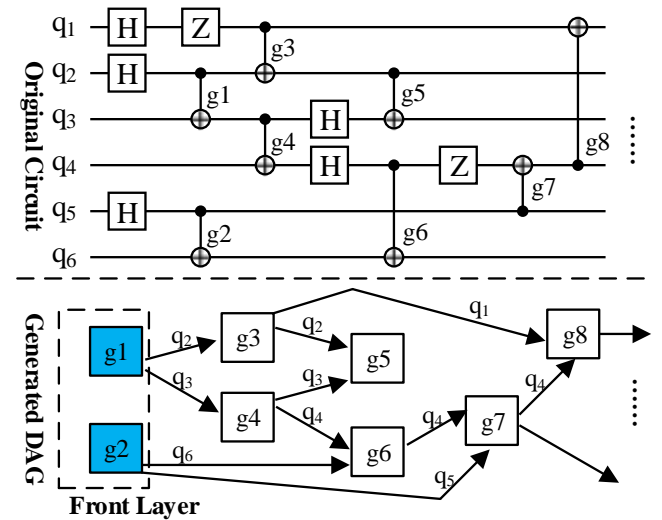 Original Circuit
q1 H Z
g3
q2 H
g1 g5
q3 H
g4 g8
q4 H Z
g7
q5 H
g2 g6
q6
Generated DAG
g1 q2 g3 q2 q1 g8
q3 q3 g5
g4 q4 q4
g2 q6 g6 q4 g7
q5
Front Layer